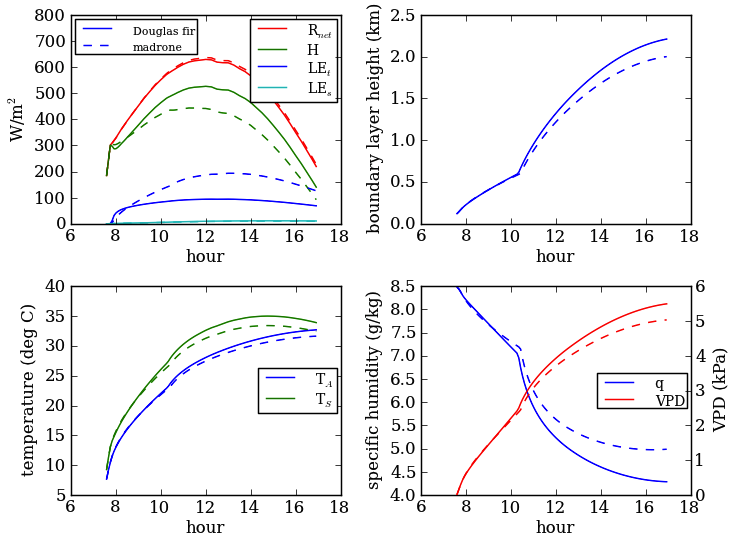 800
700
600
500
400
300
200
100
0
W/m²
Douglas fir
madrone
R_net
H
LE_t
LE_s
6 8 10 12 14 16 18
hour
2.5
2.0
1.5
1.0
0.5
0.0
boundary layer height (km)
6 8 10 12 14 16 18
hour
40
35
30
25
20
15
10
5
temperature (deg C)
T_A
T_S
6 8 10 12 14 16 18
hour
8.5
8.0
7.5
7.0
6.5
6.0
5.5
5.0
4.5
4.0
specific humidity (g/kg)
q
VPD
6
5
4
3
2
1
0
VPD (kPa)
6 8 10 12 14 16 18
hour